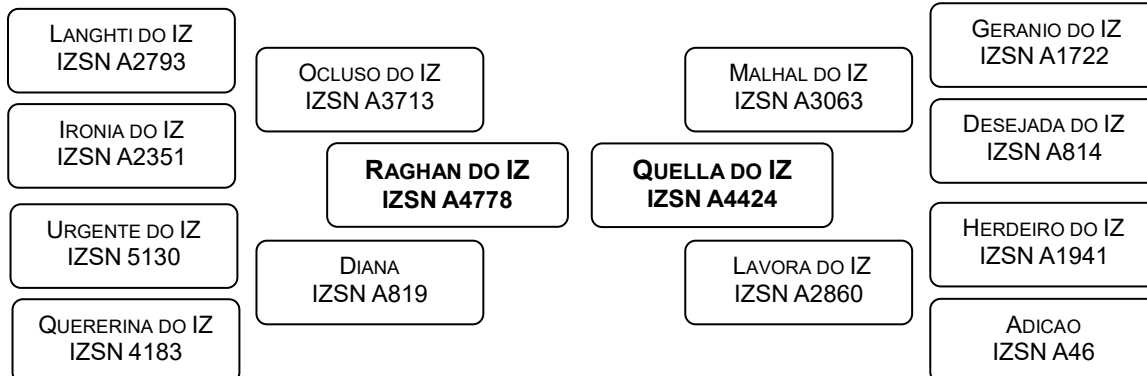 LANGHTI DO IZ
IZSN A2793
IRONIA DO IZ
IZSN A2351
URGENTE DO IZ
IZSN 5130
QUERERINA DO IZ
IZSN 4183
OCLUSO DO IZ
IZSN A3713
DIANA
IZSN A819
RAGHAN DO IZ
IZSN A4778
QUELLA DO IZ
IZSN A4424
MALHAL DO IZ
IZSN A3063
LAVORA DO IZ
IZSN A2860
GERANIO DO IZ
IZSN A1722
DESEJADA DO IZ
IZSN A814
HERDEIRO DO IZ
IZSN A1941
ADICAO
IZSN A46